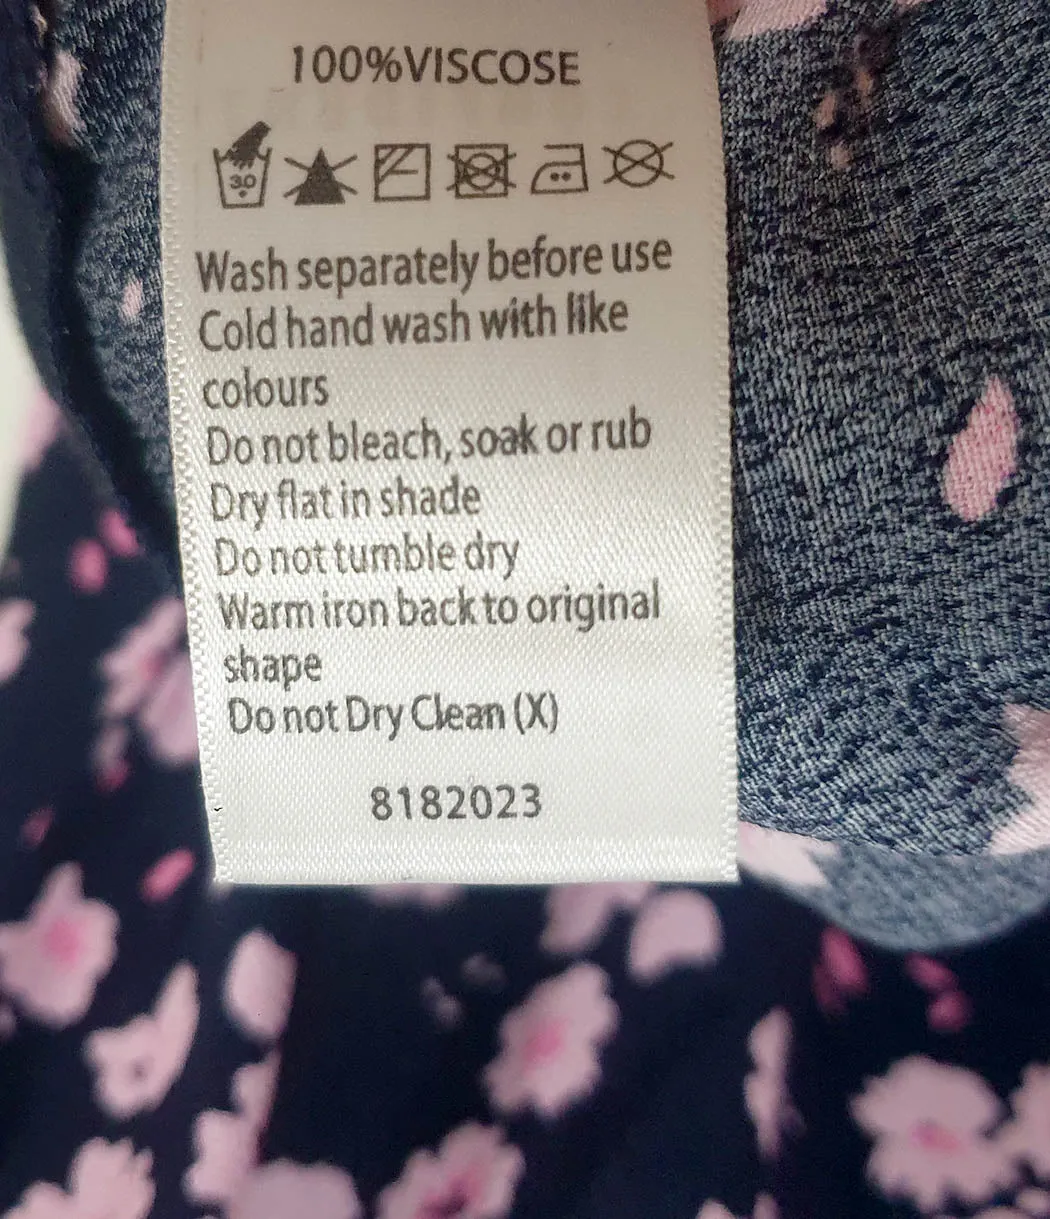 100%VISCOSE
30
Wash separately before use
Cold hand wash with like
colours
Do not bleach, soak or rub
Dry flat in shade
Do not tumble dry
Warm iron back to original
shape
Do not Dry Clean (X)
8182023